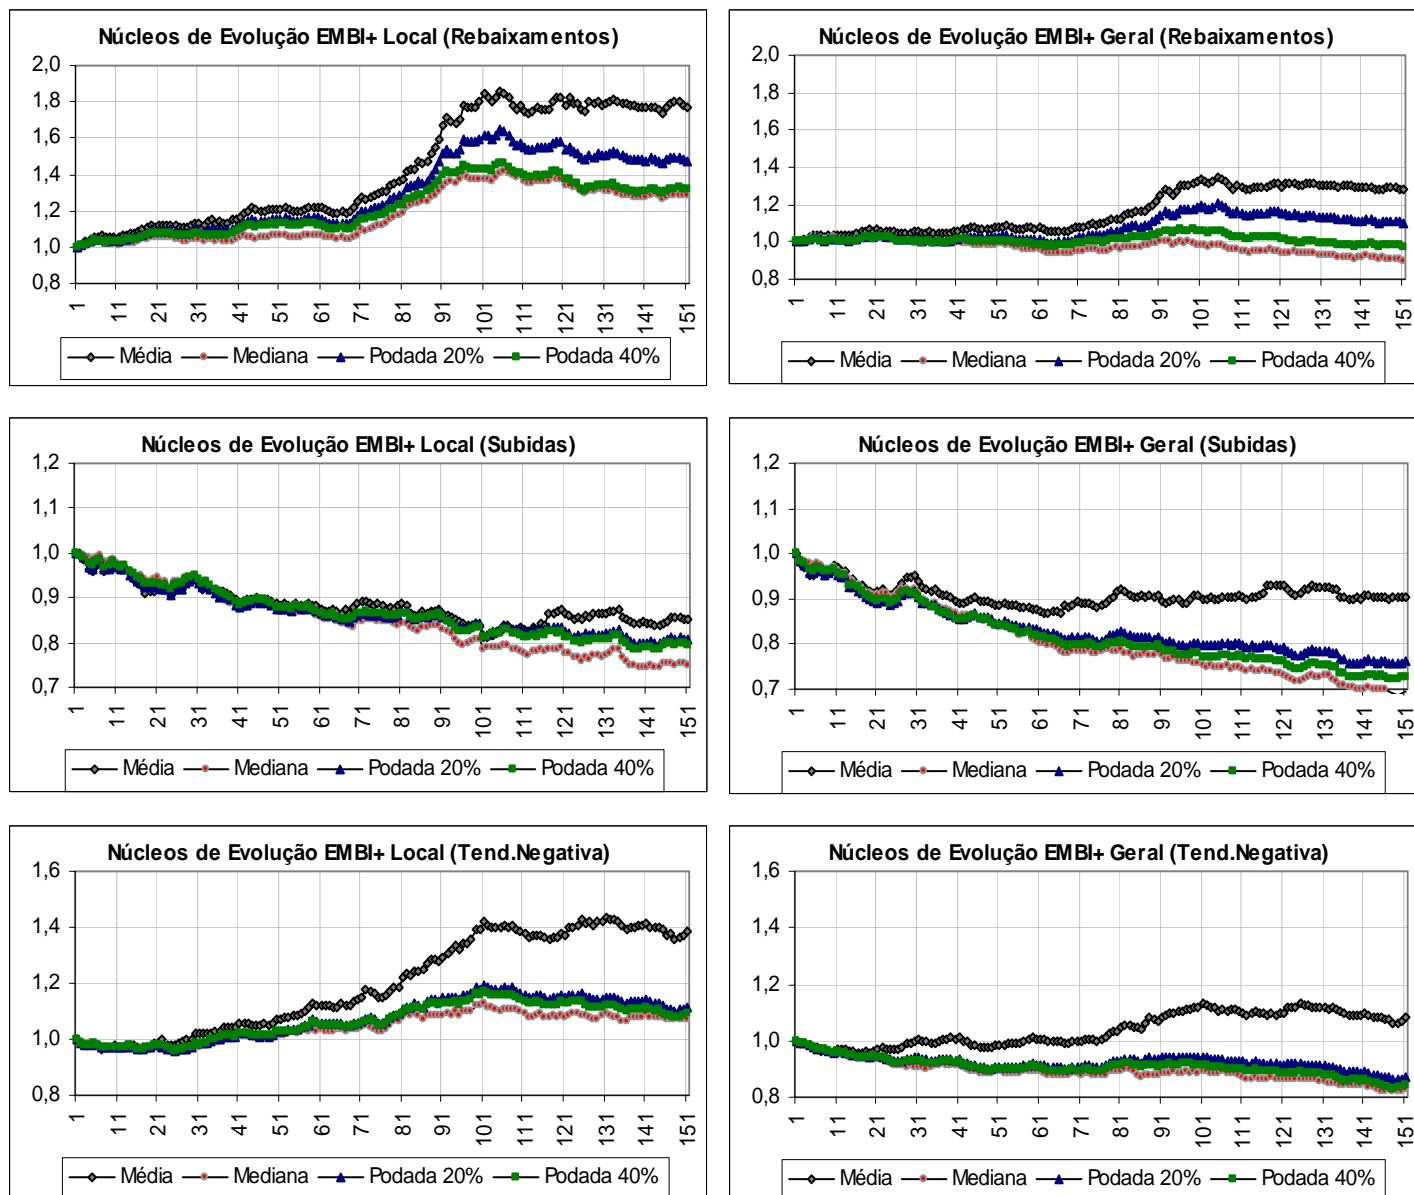 Núcleos de Evolução EMBI+ Local (Rebaixamentos)
2,0
1,8
1,6
1,4
1,2
1,0
0,8
1 11 21 31 41 51 61 71 81 91 101 111 121 131 141 151
Média Mediana Podada 20% Podada 40%
Núcleos de Evolução EMBI+ Geral (Rebaixamentos)
2,0
1,8
1,6
1,4
1,2
1,0
0,8
1 11 21 31 41 51 61 71 81 91 101 111 121 131 141 151
Média Mediana Podada 20% Podada 40%
Núcleos de Evolução EMBI+ Local (Subidas)
1,2
1,1
1,0
0,9
0,8
0,7
1 11 21 31 41 51 61 71 81 91 101 111 121 131 141 151
Média Mediana Podada 20% Podada 40%
Núcleos de Evolução EMBI+ Geral (Subidas)
1,2
1,1
1,0
0,9
0,8
0,7
1 11 21 31 41 51 61 71 81 91 101 111 121 131 141 151
Média Mediana Podada 20% Podada 40%
Núcleos de Evolução EMBI+ Local (Tend.Negativa)
1,6
1,4
1,2
1,0
0,8
1 11 21 31 41 51 61 71 81 91 101 111 121 131 141 151
Média Mediana Podada 20% Podada 40%
Núcleos de Evolução EMBI+ Geral (Tend.Negativa)
1,6
1,4
1,2
1,0
0,8
1 11 21 31 41 51 61 71 81 91 101 111 121 131 141 151
Média Mediana Podada 20% Podada 40%